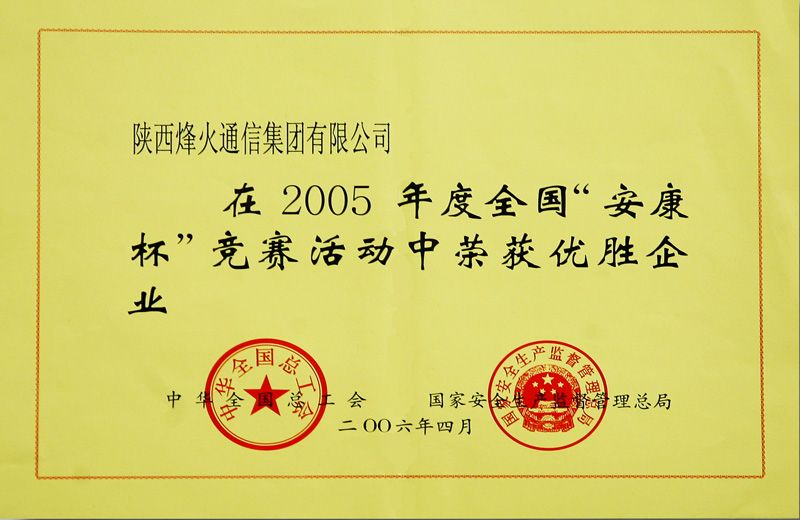 陕西烽火通信集团有限公司
在 2005 年度全国“安康
杯”竞赛活动中荣获优胜企
业
中华全国总工会
国家安全生产监督管理总局
中华全国总工会 国家安全生产监督管理总局
二〇〇六年四月